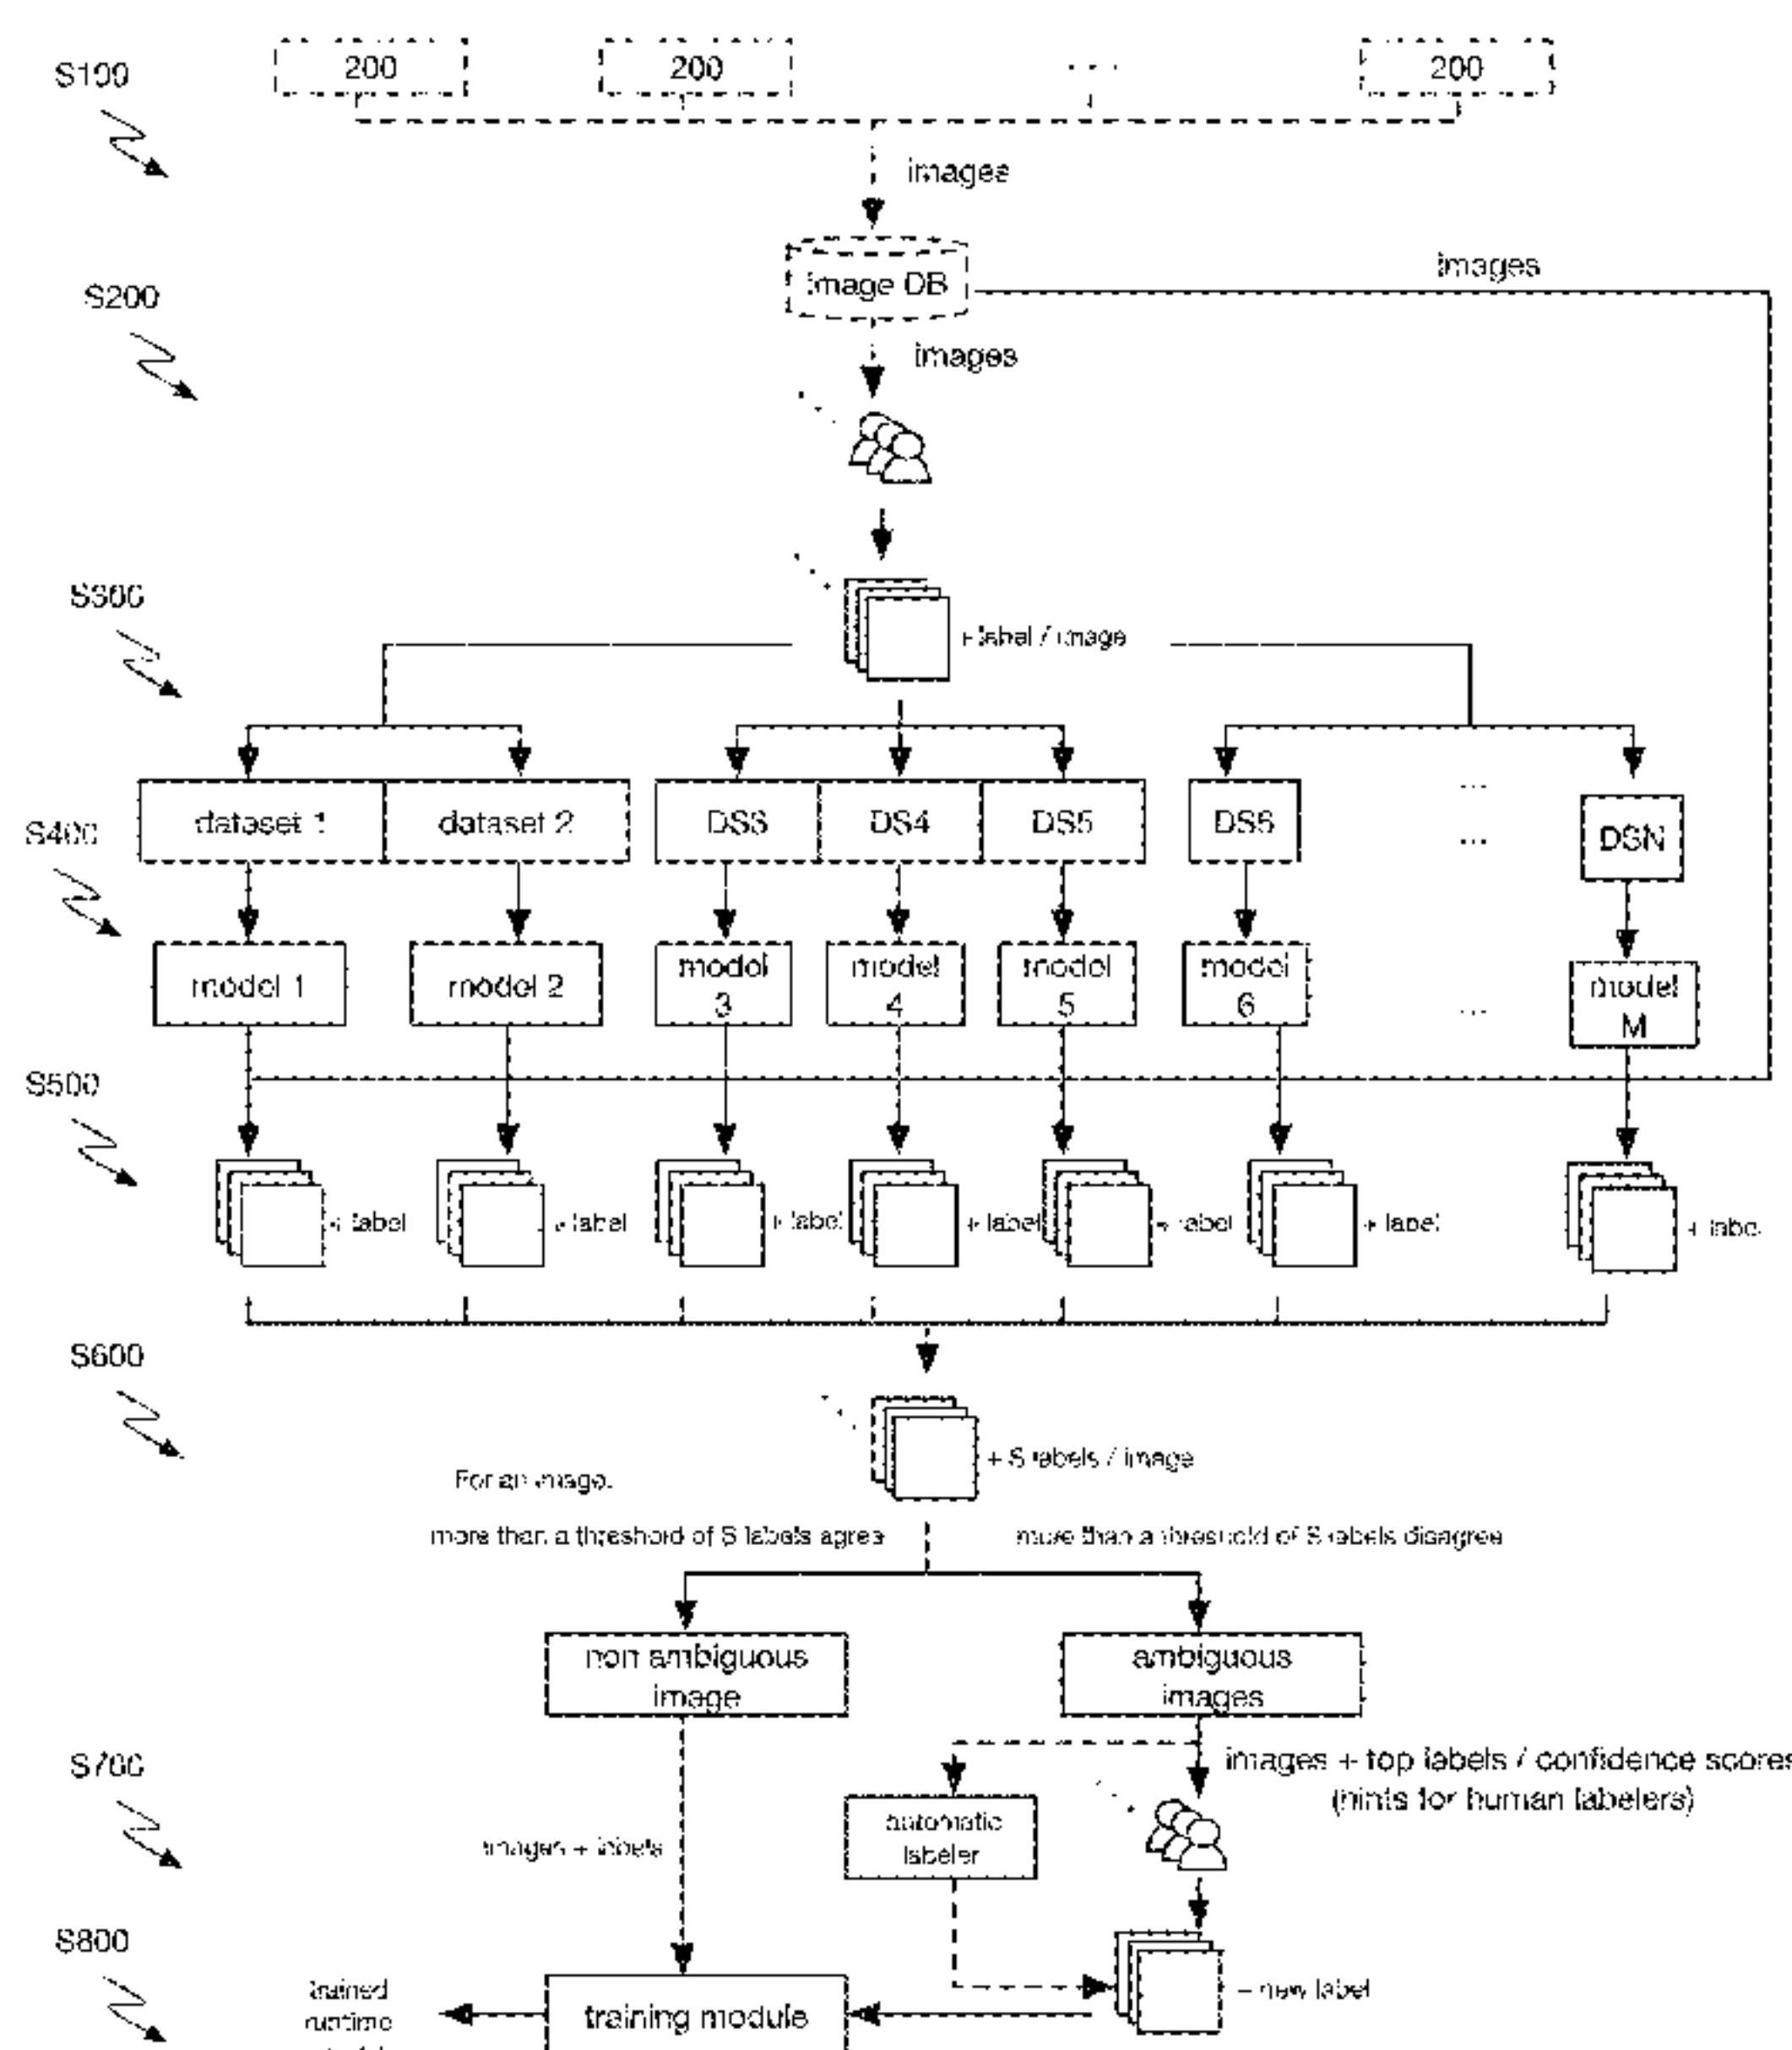 S100
200
200
...
200
images
image DB
images
S200
images
S300
+label / image
dataset 1
dataset 2
DS3
DS4
DS5
DS6
...
...
DSN
S400
model 1
model 2
model
3
model
4
model
5
model
6
...
model
M
S500
+ label
+ label
+ label
+ label
+ label
+ label
+ label
S600
+ S labels / image
For an image,
more than a threshold of S labels agree
more than a threshold of S labels disagree
non ambiguous
image
ambiguous
images
S700
images + top labels / confidence scores
(hints for human labelers)
automatic
labeler
images + labels
S800
new label
trained
runtime
training module